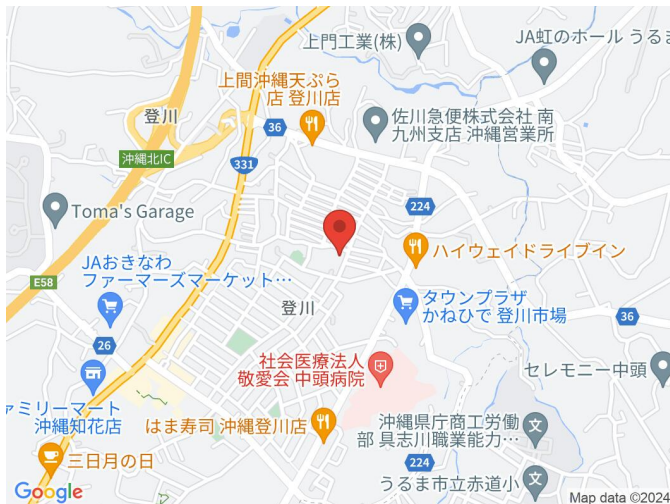 上門工業(株)
JA虹のホール うるま
上間沖縄天ぷら
店 登川店
登川
36
佐川急便株式会社 南
九州支店 沖縄営業所
沖縄北IC
331
224
Toma's Garage
ハイウェイドライブイン
JAおきなわ
ファーマーズマーケット…
E58
登川
タウンプラザ
かねひで 登川市場
36
26
社会医療法人
敬愛会 中頭病院
セレモニー中頭
ァミリーマート
沖縄知花店
はま寿司 沖縄登川店
沖縄県庁商工労働
部 具志川職業能力…
三日月の日
224
うるま市立赤道小
Google
Map data ©2024